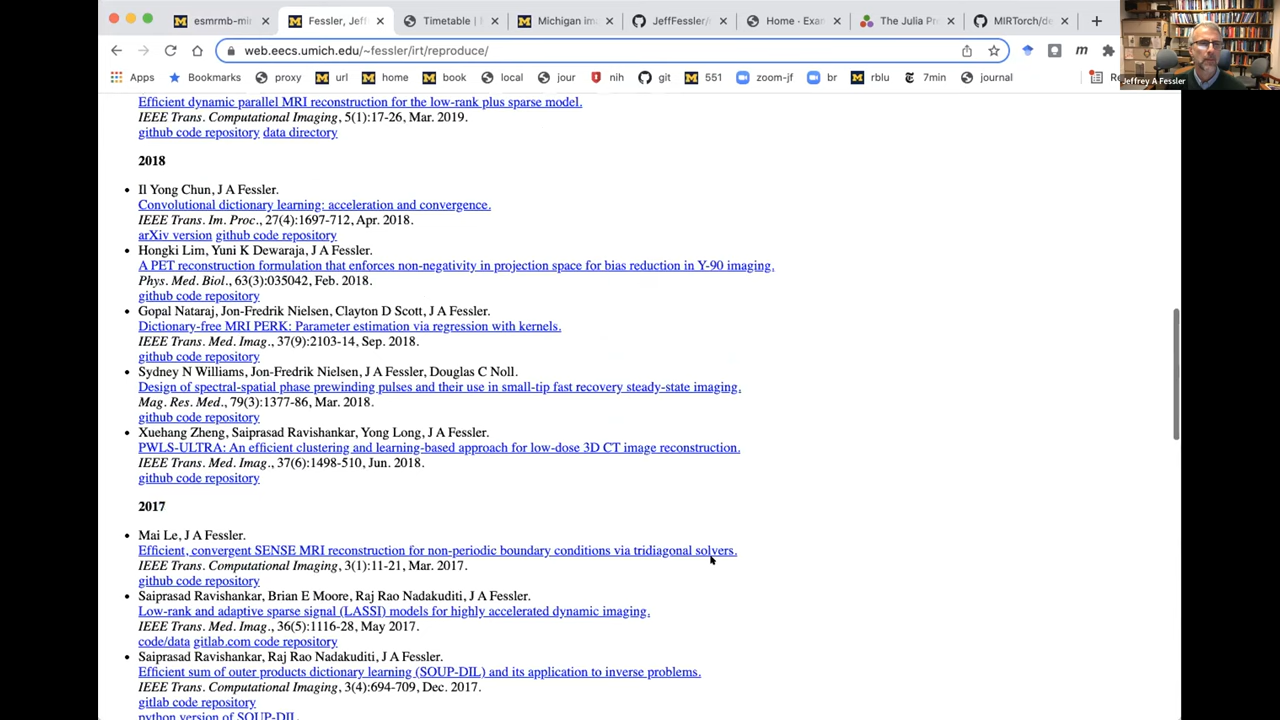 esmrmb-mi
Fessler, Jef
Timetable |
Michigan im
JeffFessler/
Home · Exa
The Julia Pr
MIRTorch/d
web.eecs.umich.edu/~fessler/irt/reproduce/
Apps Bookmarks proxy url home book local jour nih git 551 zoom-jf br rblu 7min journal Re
Jeffrey A Fessler
Efficient dynamic parallel MRI reconstruction for the low-rank plus sparse model.
IEEE Trans. Computational Imaging, 5(1):17-26, Mar. 2019.
github code repository data directory
2018
• Il Yong Chun, J A Fessler.
Convolutional dictionary learning: acceleration and convergence.
IEEE Trans. Im. Proc., 27(4):1697-712, Apr. 2018.
arXiv version github code repository
• Hongki Lim, Yuni K Dewaraja, J A Fessler.
A PET reconstruction formulation that enforces non-negativity in projection space for bias reduction in Y-90 imaging.
Phys. Med. Biol., 63(3):035042, Feb. 2018.
github code repository
• Gopal Nataraj, Jon-Fredrik Nielsen, Clayton D Scott, J A Fessler.
Dictionary-free MRI PERK: Parameter estimation via regression with kernels.
IEEE Trans. Med. Imag., 37(9):2103-14, Sep. 2018.
github code repository
• Sydney N Williams, Jon-Fredrik Nielsen, J A Fessler, Douglas C Noll.
Design of spectral-spatial phase prewinding pulses and their use in small-tip fast recovery steady-state imaging.
Mag. Res. Med., 79(3):1377-86, Mar. 2018.
github code repository
• Xuehang Zheng, Saiprasad Ravishankar, Yong Long, J A Fessler.
PWLS-ULTRA: An efficient clustering and learning-based approach for low-dose 3D CT image reconstruction.
IEEE Trans. Med. Imag., 37(6):1498-510, Jun. 2018.
github code repository
2017
• Mai Le, J A Fessler.
Efficient, convergent SENSE MRI reconstruction for non-periodic boundary conditions via tridiagonal solvers.
IEEE Trans. Computational Imaging, 3(1):11-21, Mar. 2017.
github code repository
• Saiprasad Ravishankar, Brian E Moore, Raj Rao Nadakuditi, J A Fessler.
Low-rank and adaptive sparse signal (LASSI) models for highly accelerated dynamic imaging.
IEEE Trans. Med. Imag., 36(5):1116-28, May 2017.
code/data gitlab.com code repository
• Saiprasad Ravishankar, Raj Rao Nadakuditi, J A Fessler.
Efficient sum of outer products dictionary learning (SOUP-DIL) and its application to inverse problems.
IEEE Trans. Computational Imaging, 3(4):694-709, Dec. 2017.
gitlab code repository
python version of SOUP-DIL